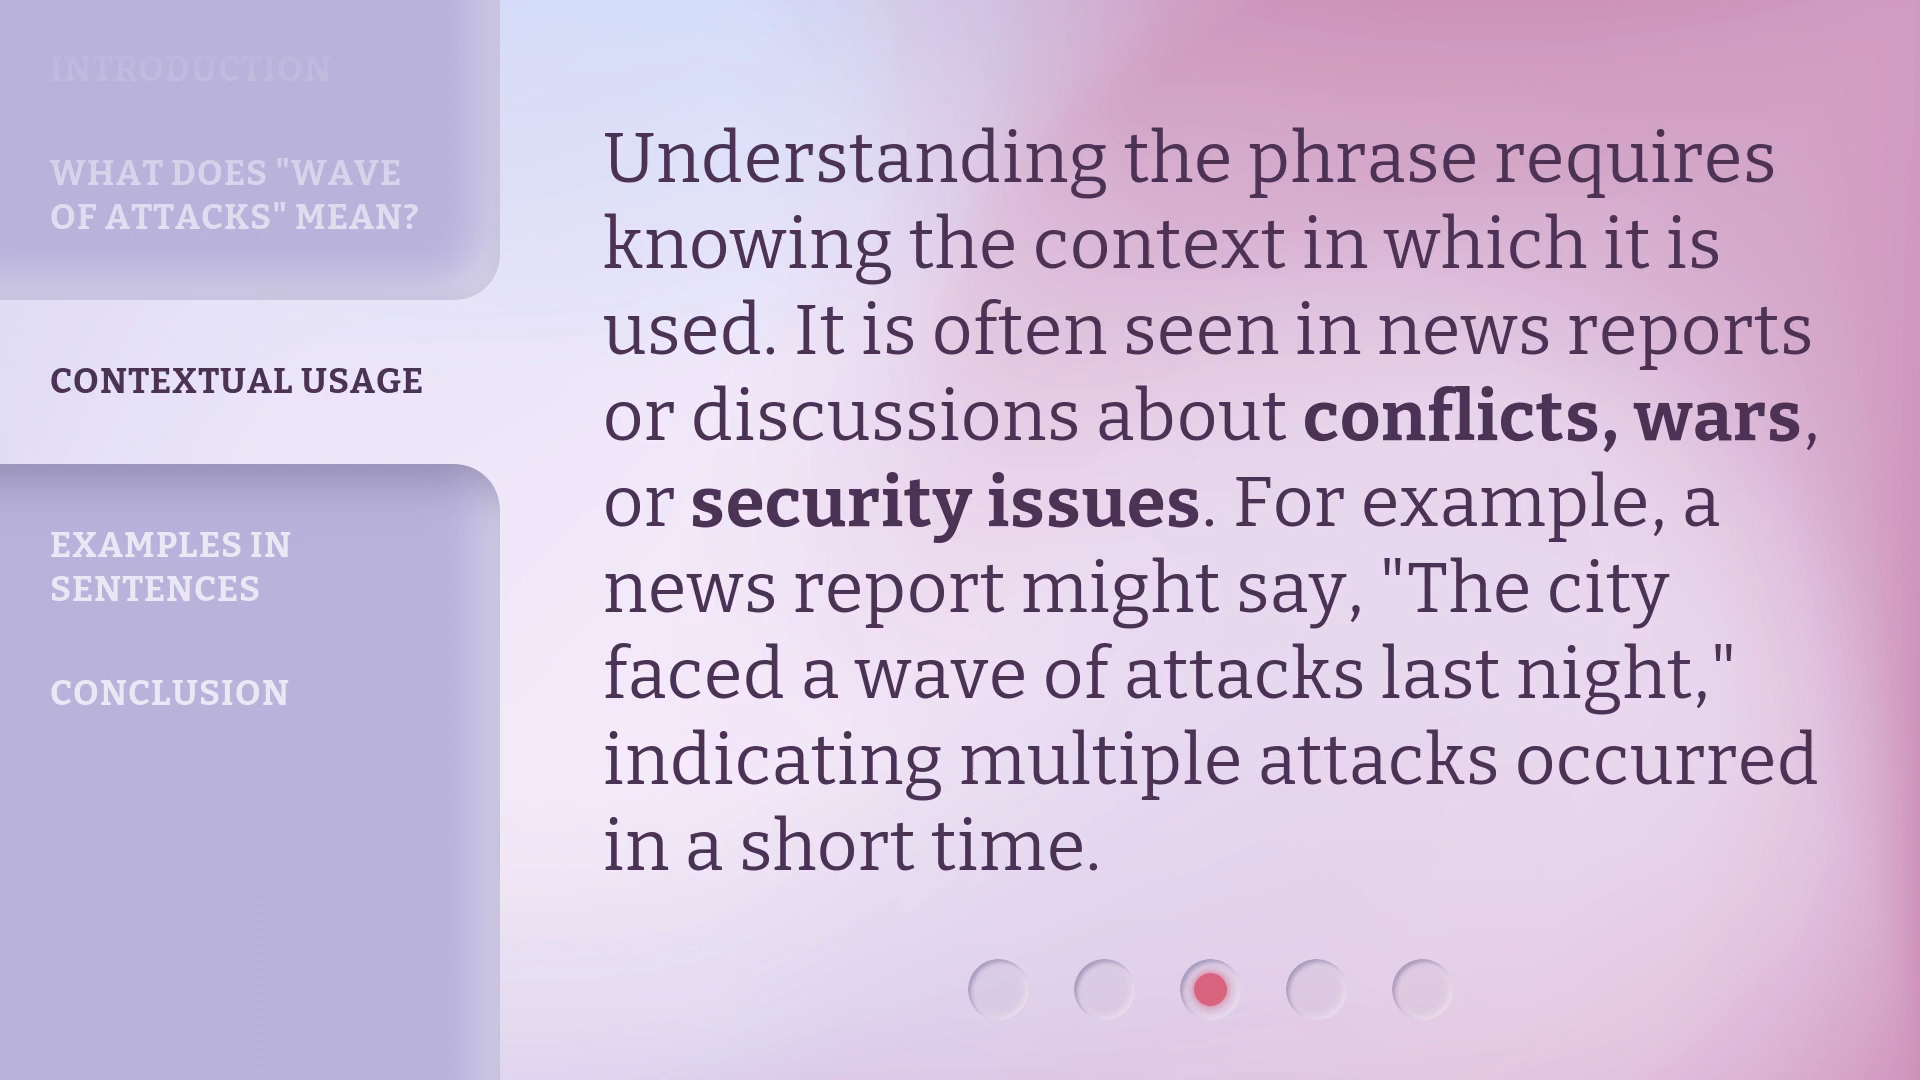 INTRODUCTION
WHAT DOES "WAVE
OF ATTACKS" MEAN?
CONTEXTUAL USAGE
EXAMPLES IN
SENTENCES
CONCLUSION
Understanding the phrase requires
knowing the context in which it is
used. It is often seen in news reports
or discussions about conflicts, wars,
or security issues. For example, a
news report might say, "The city
faced a wave of attacks last night,"
indicating multiple attacks occurred
in a short time.